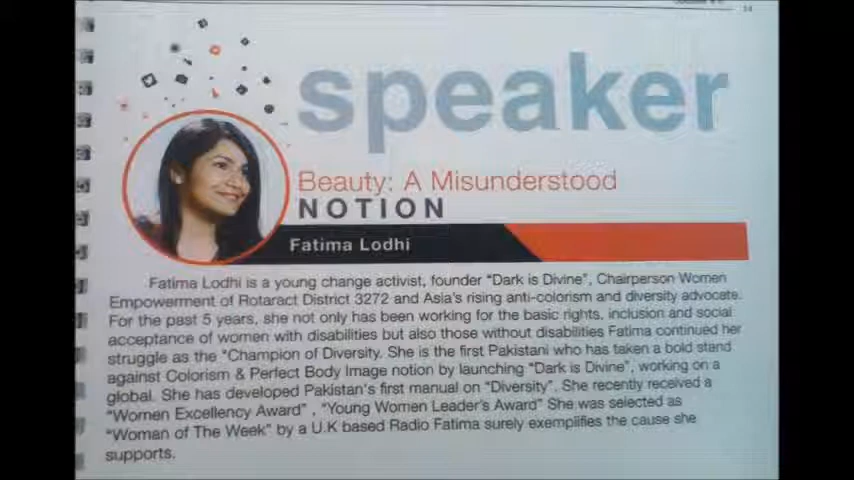 speaker
Beauty: A Misunderstood
NOTION
Fatima Lodhi
Fatima Lodhi is a young change activist, founder "Dark is Divine", Chairperson Women
Empowerment of Rotaract District 3272 and Asia's rising anti-colorism and diversity advocate.
For the past 5 years, she not only has been working for the basic rights, inclusion and social
acceptance of women with disabilities but also those without disabilities Fatima continued her
struggle as the "Champion of Diversity. She is the first Pakistani who has taken a bold stand
against Colorism & Perfect Body Image notion by launching "Dark is Divine", working on a
global. She has developed Pakistan's first manual on "Diversity". She recently received a
"Women Excellency Award" , "Young Women Leader's Award" She was selected as
"Woman of The Week" by a U.K based Radio Fatima surely exemplifies the cause she
supports.